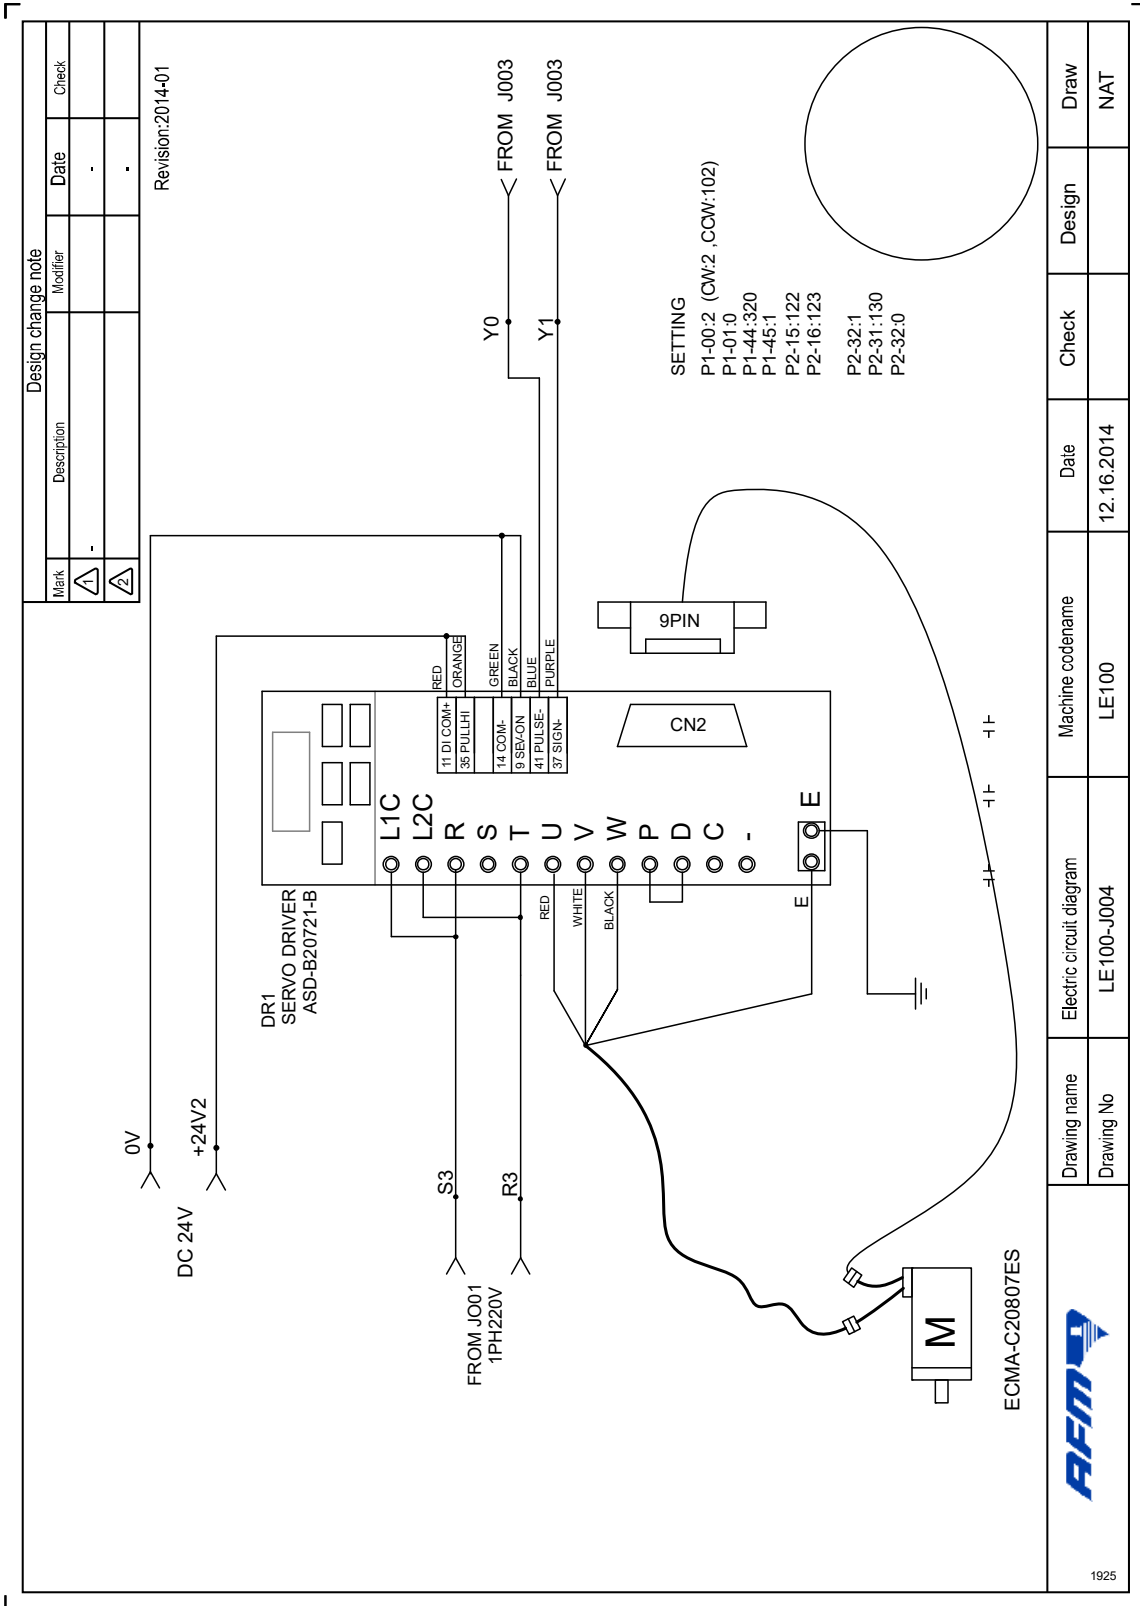 Design change note
Mark Description Modifier Date Check
1 - -
2 -
Revision:2014-01
0V
+24V2
DC 24V
FROM J003
FROM J003
Y0
Y1
DR1
SERVO DRIVER
ASD-B20721-B
RED
ORANGE
GREEN
BLACK
BLUE
PURPLE
11 DI COM+
35 PULLHI
14 COM-
9 SEV-ON
41 PULSE-
37 SIGN-
L1C
L2C
R
S
T
U
V
W
P
D
C
-
E
CN2
9PIN
RED
WHITE
BLACK
E
S3
R3
FROM JO01
1PH220V
SETTING
P1-00:2 (CW:2 ,CCW:102)
P1-01:0
P1-44:320
P1-45:1
P2-15:122
P2-16:123
P2-32:1
P2-31:130
P2-32:0
M
ECMA-C20807ES
AFM
Drawing name Electric circuit diagram Machine codename Date Check Design Draw
Drawing No LE100-J004 LE100 12.16.2014 NAT
1925